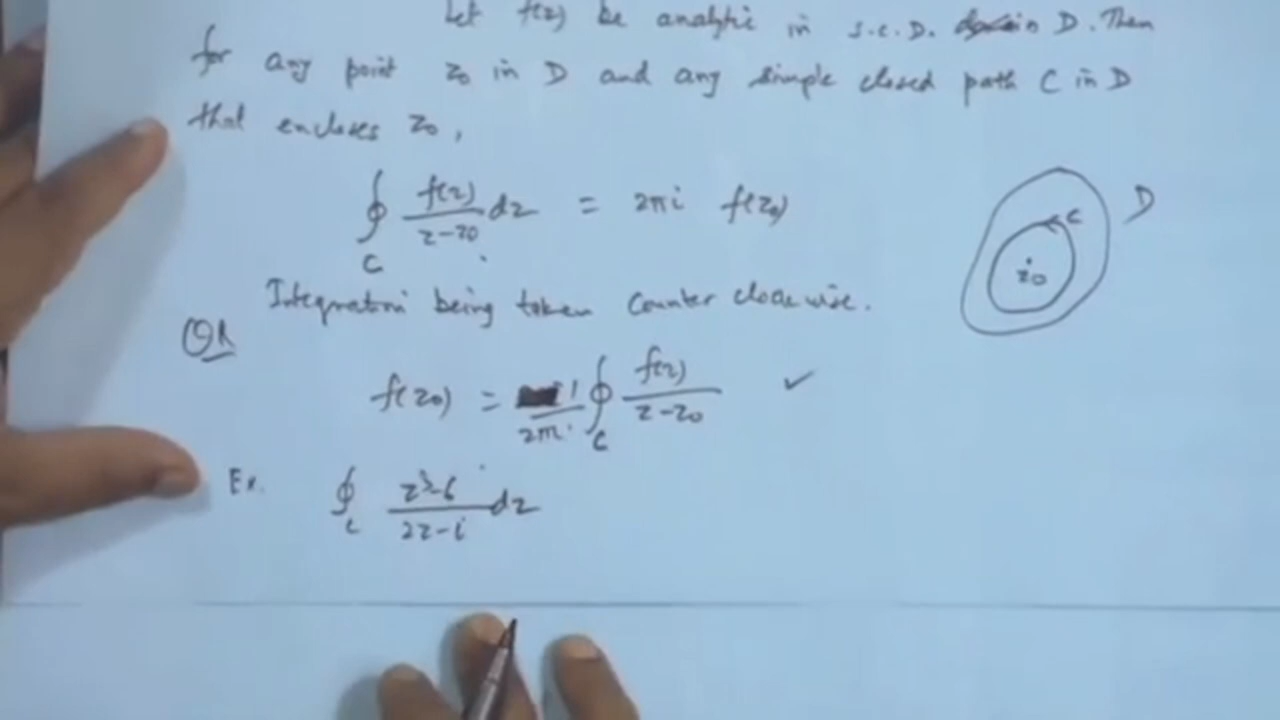 Let f(z) be analytic in s.c.D. D. Then
for any point z0 in D and any simple closed path C in D
that encloses z0,
∮C f(z)/(z-z0) dz = 2πi f(z0)
D
C
z0
Integration being taken counter clockwise.
OR
f(z0) = 1/2πi ∮C f(z)/(z-z0) ✓
Ex. ∮C (z³-6)/(2z-i) dz